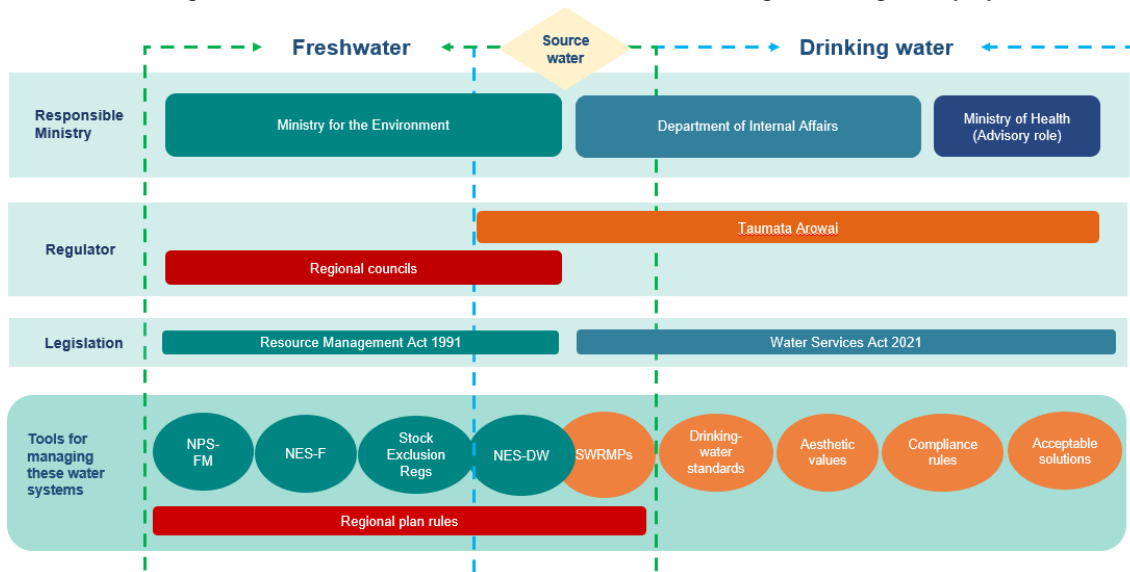 Source
water
Freshwater
Drinking water
Responsible
Ministry
Ministry for the Environment
Department of Internal Affairs
Ministry of Health
(Advisory role)
Regulator
Taumata Arowai
Regional councils
Legislation
Resource Management Act 1991
Water Services Act 2021
Tools for
managing
these water
systems
NPS-
FM
NES-F
Stock
Exclusion
Regs
NES-DW
SWRMPs
Drinking-
water
standards
Aesthetic
values
Compliance
rules
Acceptable
solutions
Regional plan rules